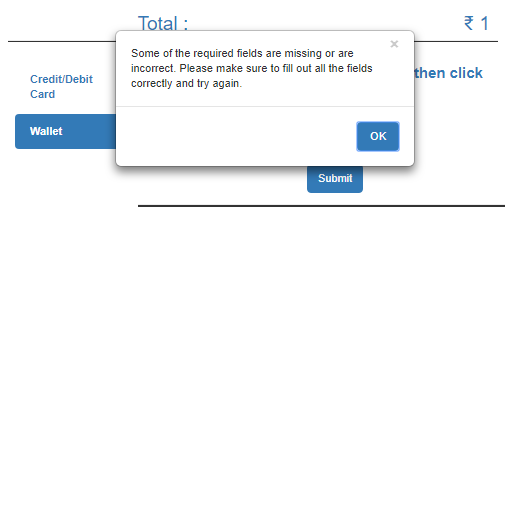 Total : ₹ 1
×
Some of the required fields are missing or are
incorrect. Please make sure to fill out all the fields
correctly and try again.
OK
Credit/Debit
Card
Wallet
then click
Submit